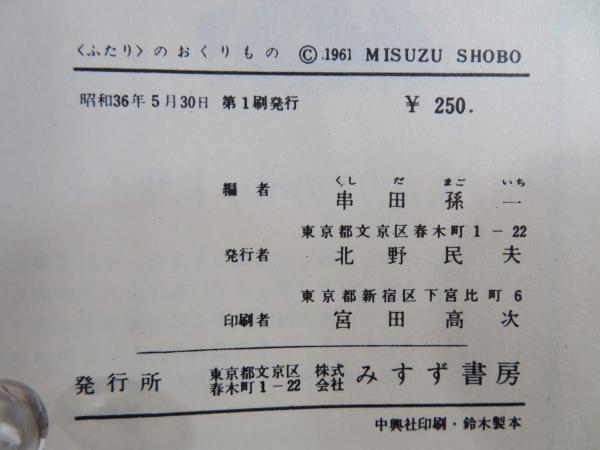 〈ふたり〉のおくりもの © 1961 MISUZU SHOBO
昭和36年5月30日 第1刷発行 ¥ 250.
くしだまごいち
編者 串田孫一
東京都文京区春木町1-22
発行者 北野民夫
東京都新宿区下宮比町6
印刷者 宮田高次
発行所 東京都文京区春木町1-22 株式会社 みすず書房
中興社印刷・鈴木製本